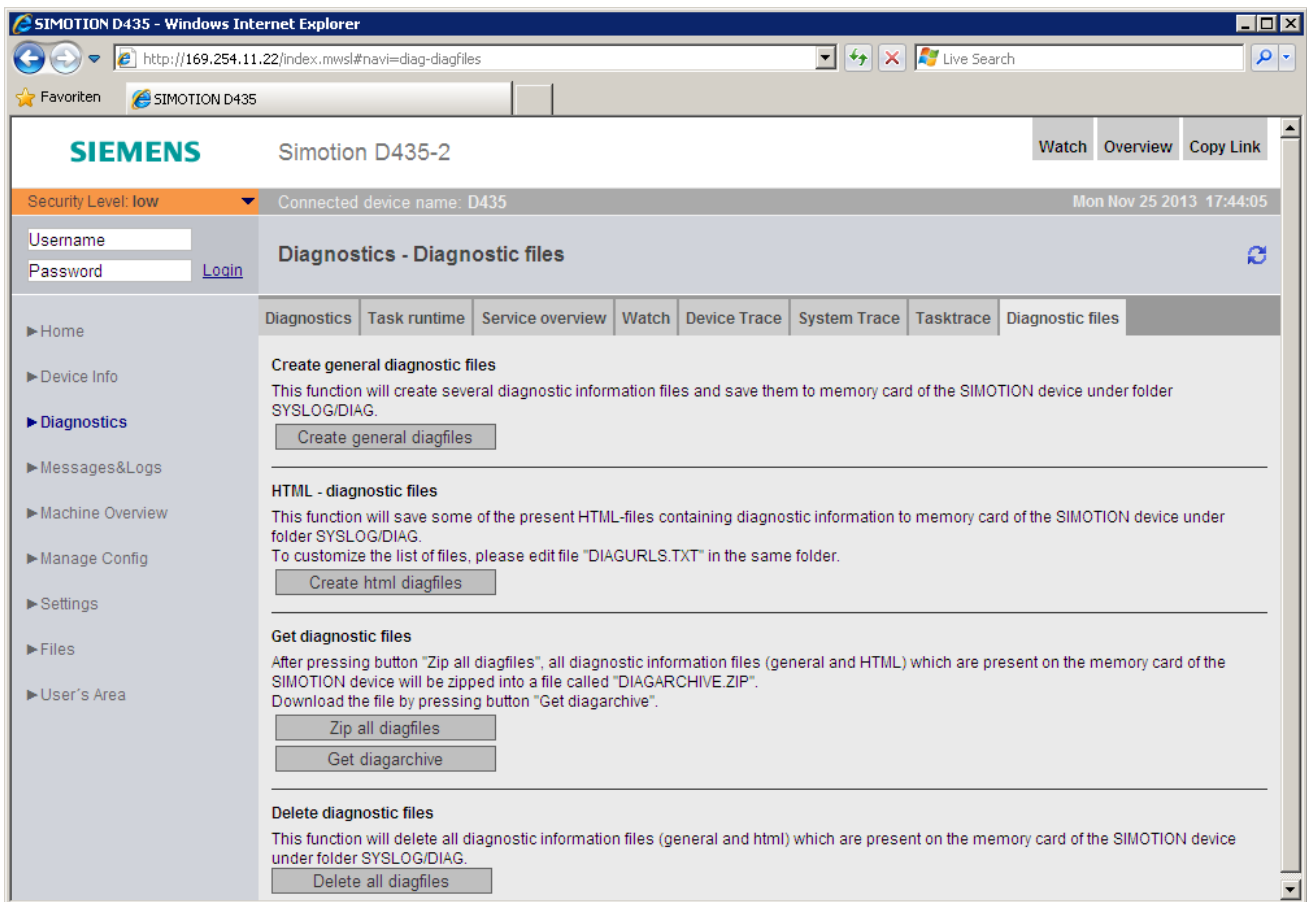 SIMOTION D435 - Windows Internet Explorer
http://169.254.11.22/index.mwsl#navi=diag-diagfiles
Live Search
Favoriten
SIMOTION D435
SIEMENS
Simotion D435-2
Watch
Overview
Copy Link
Security Level: low
Connected device name: D435
Mon Nov 25 2013 17:44:05
Username
Password
Login
Diagnostics - Diagnostic files
►Home
►Device Info
►Diagnostics
►Messages&Logs
►Machine Overview
►Manage Config
►Settings
►Files
►User´s Area
Diagnostics
Task runtime
Service overview
Watch
Device Trace
System Trace
Tasktrace
Diagnostic files
Create general diagnostic files
This function will create several diagnostic information files and save them to memory card of the SIMOTION device under folder
SYSLOG/DIAG.
Create general diagfiles
HTML - diagnostic files
This function will save some of the present HTML-files containing diagnostic information to memory card of the SIMOTION device under
folder SYSLOG/DIAG.
To customize the list of files, please edit file "DIAGURLS.TXT" in the same folder.
Create html diagfiles
Get diagnostic files
After pressing button "Zip all diagfiles", all diagnostic information files (general and HTML) which are present on the memory card of the
SIMOTION device will be zipped into a file called "DIAGARCHIVE.ZIP".
Download the file by pressing button "Get diagarchive".
Zip all diagfiles
Get diagarchive
Delete diagnostic files
This function will delete all diagnostic information files (general and html) which are present on the memory card of the SIMOTION device
under folder SYSLOG/DIAG.
Delete all diagfiles